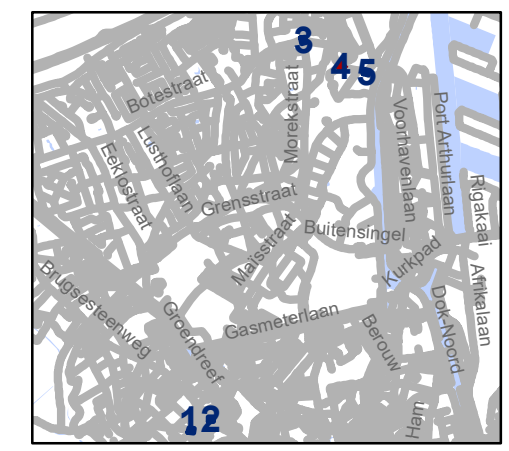 3
4
5
Botestraat
Morekstraat
Voorhavenlaan
Port Arthurlaan
Lusthoflaan
Eeklostraat
Rigakaai
Grensstraat
Maïsstraat
Buitensingel
Kurkpad
Afrikalaan
Brugsesteenweg
Groendreef
Gasmeterlaan
Berouw
Dok-Noord
Ham
12